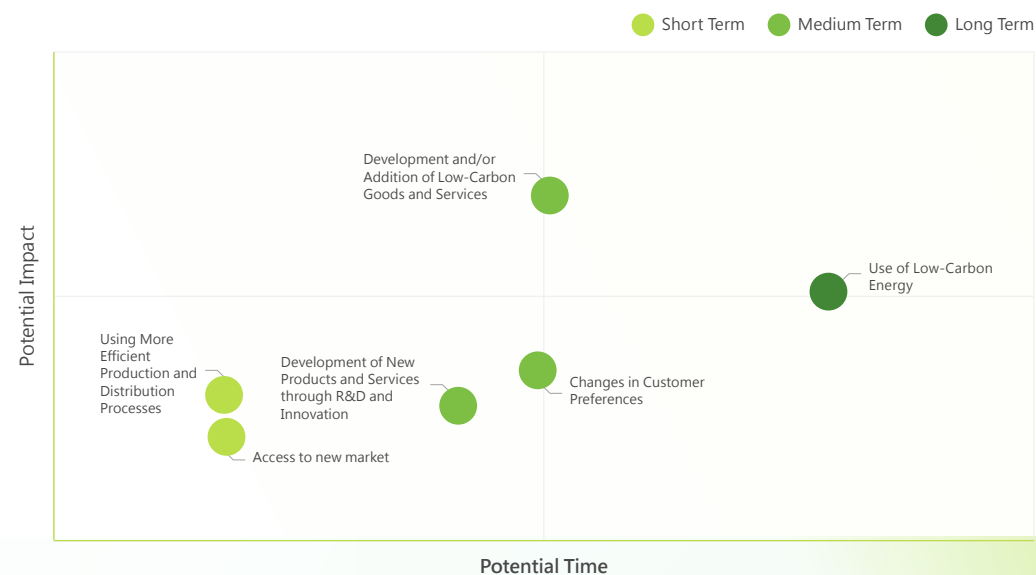 Short Term
Medium Term
Long Term
Development and/or
Addition of Low-Carbon
Goods and Services
Use of Low-Carbon
Energy
Potential Impact
Using More
Efficient
Production and
Distribution
Processes
Development of New
Products and Services
through R&D and
Innovation
Changes in Customer
Preferences
Access to new market
Potential Time